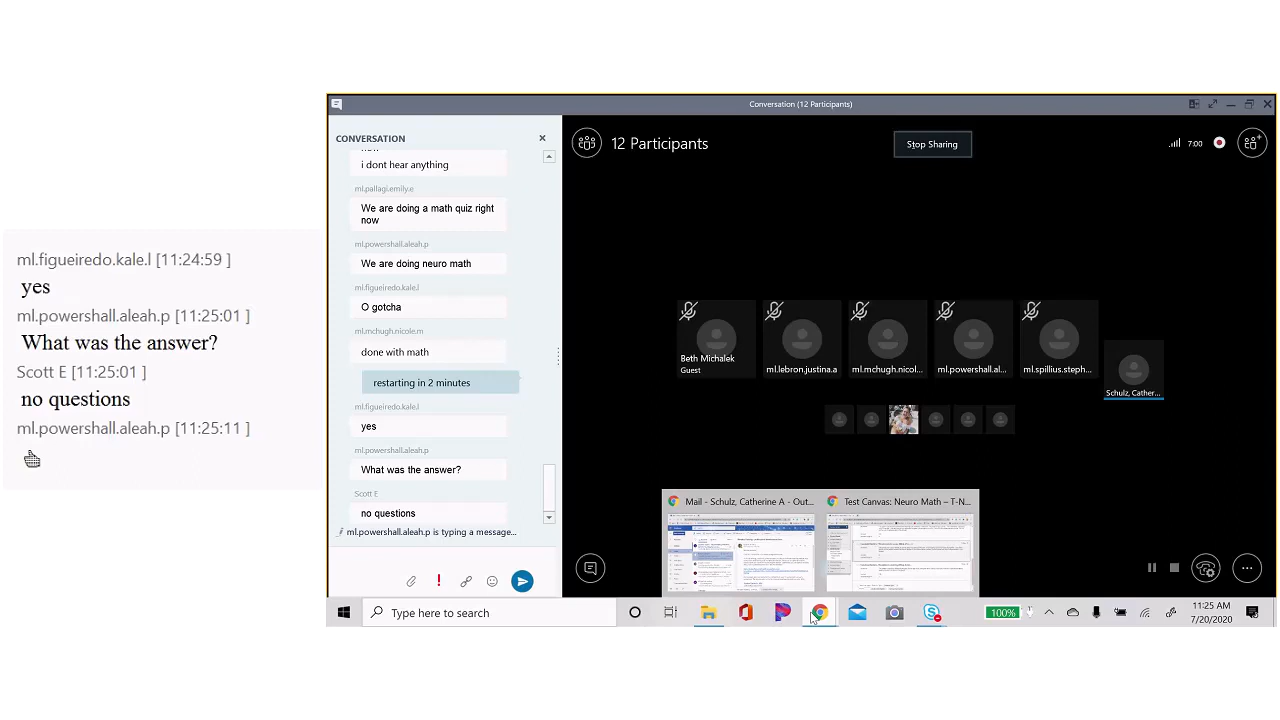 ml.figueiredo.kale.l [11:24:59 ]
yes
ml.powershall.aleah.p [11:25:01 ]
What was the answer?
Scott E [11:25:01 ]
no questions
ml.powershall.aleah.p [11:25:11 ]
Conversation (12 Participants)
CONVERSATION
i dont hear anything
ml.pallagi.emily.e
We are doing a math quiz right
now
ml.powershall.aleah.p
We are doing neuro math
ml.figueiredo.kale.l
O gotcha
ml.mchugh.nicole.m
done with math
restarting in 2 minutes
ml.figueiredo.kale.l
yes
ml.powershall.aleah.p
What was the answer?
Scott E
no questions
ml.powershall.aleah.p is typing a message...
12 Participants
Stop Sharing
7:00
Beth Michalek
Guest
ml.lebron.justina.a
ml.mchugh.nicol...
ml.powershall.al...
ml.spillius.steph...
Schulz, Cather...
Mail - Schulz, Catherine A - Out...
Test Canvas: Neuro Math – T-N...
Type here to search
100%
11:25 AM
7/20/2020